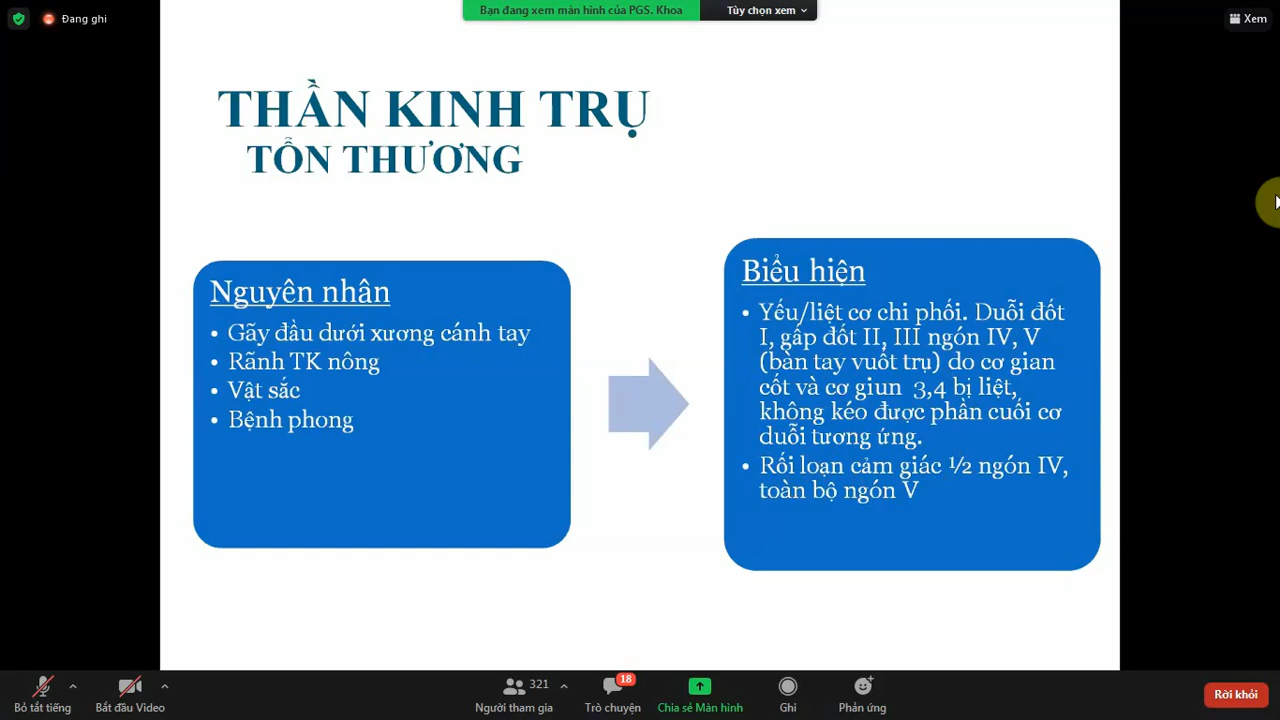 Bạn đang xem màn hình của PGS. Khoa
Tùy chọn xem
Đang ghi
Xem
THẦN KINH TRỤ
TỔN THƯƠNG
Nguyên nhân
• Gãy đầu dưới xương cánh tay
• Rãnh TK nông
• Vật sắc
• Bệnh phong
Biểu hiện
• Yếu/liệt cơ chi phối. Duỗi đốt
I, gấp đốt II, III ngón IV, V
(bàn tay vuốt trụ) do cơ gian
cốt và cơ giun 3,4 bị liệt,
không kéo được phần cuối cơ
duỗi tương ứng.
• Rối loạn cảm giác ½ ngón IV,
toàn bộ ngón V
Bỏ tắt tiếng
Bắt đầu Video
321
Người tham gia
18
Trò chuyện
Chia sẻ Màn hình
Ghi
Phản ứng
Rời khỏi